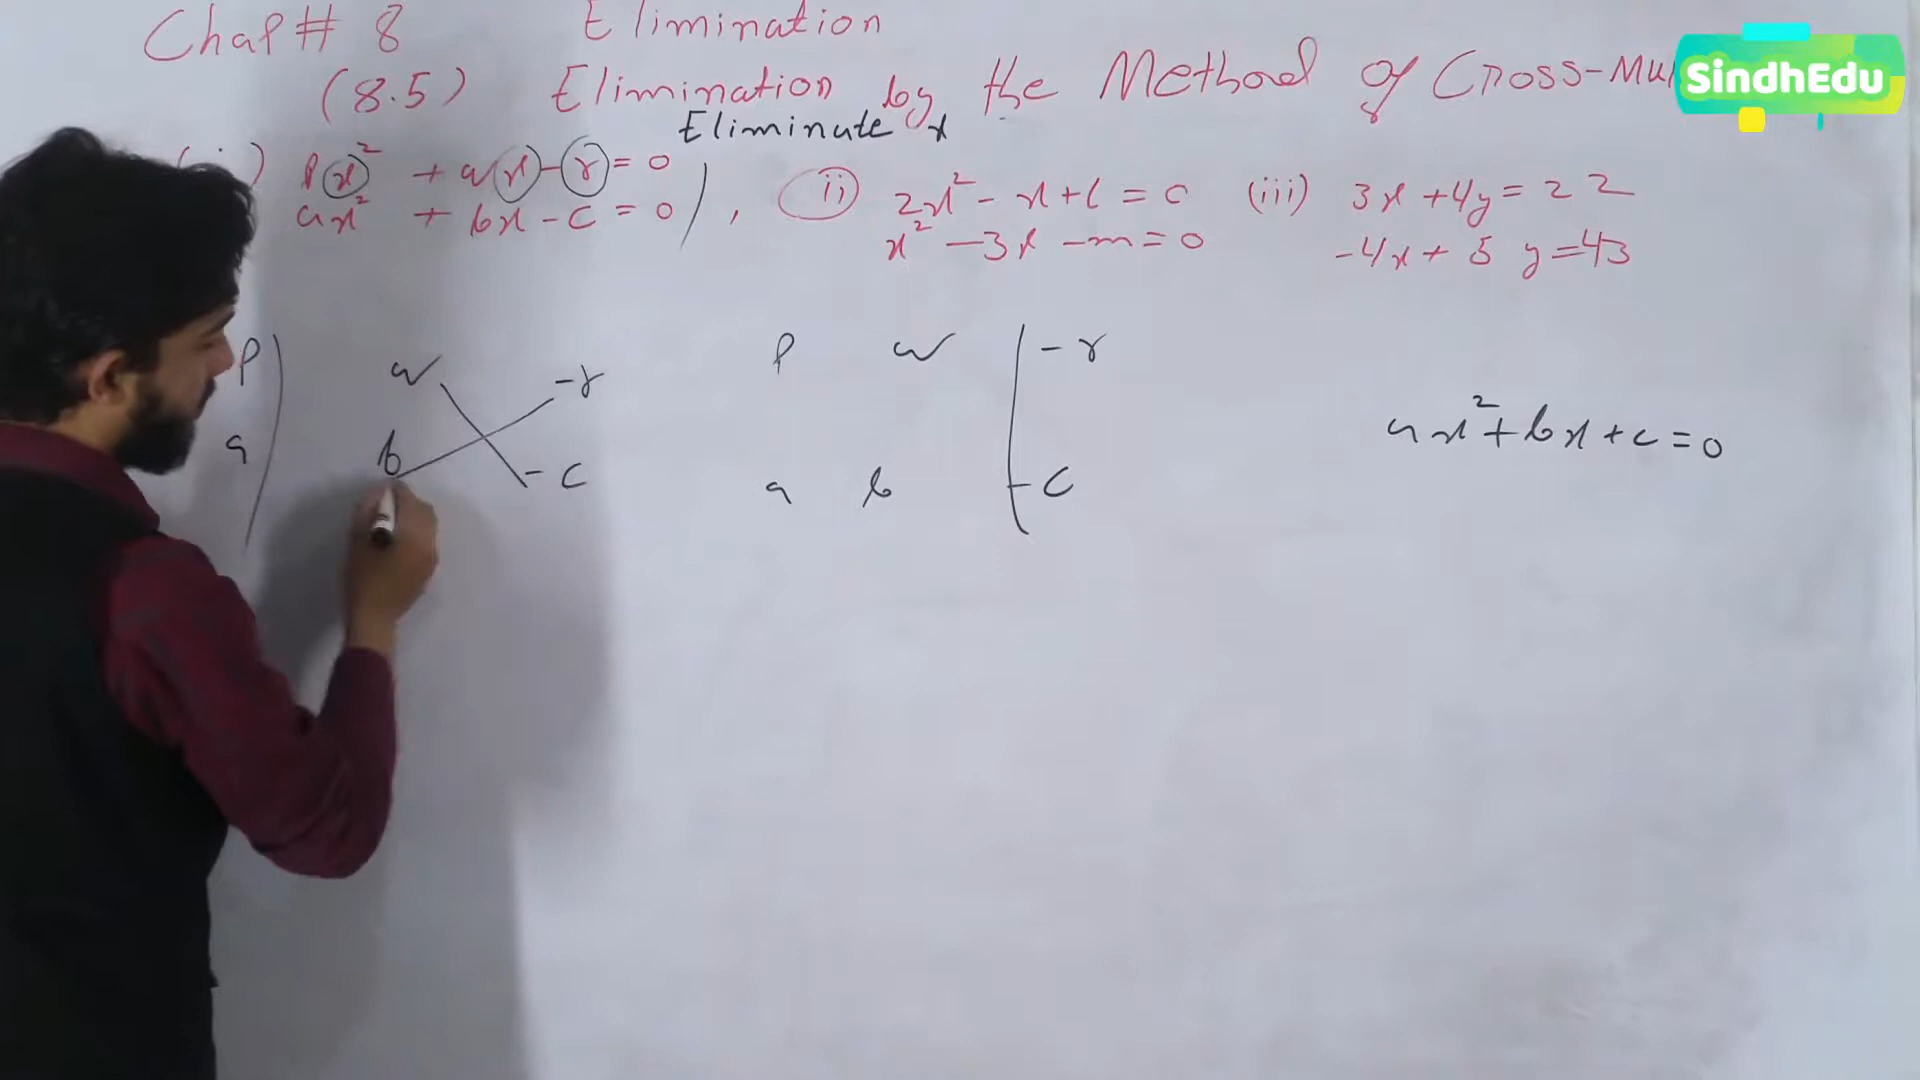 Chap # 8 Elimination
(8.5) Elimination by the Method of Cross-Mul
SindhEdu
Eliminate x
(i) px² + qx - r = 0
ax² + bx - c = 0 ,
(ii) 2x² - x + l = 0
x² - 3x - m = 0
(iii) 3x + 4y = 22
-4x + 5y = 43
p q -r
a b -c
p q -r
a b -c
ax² + bx + c = 0